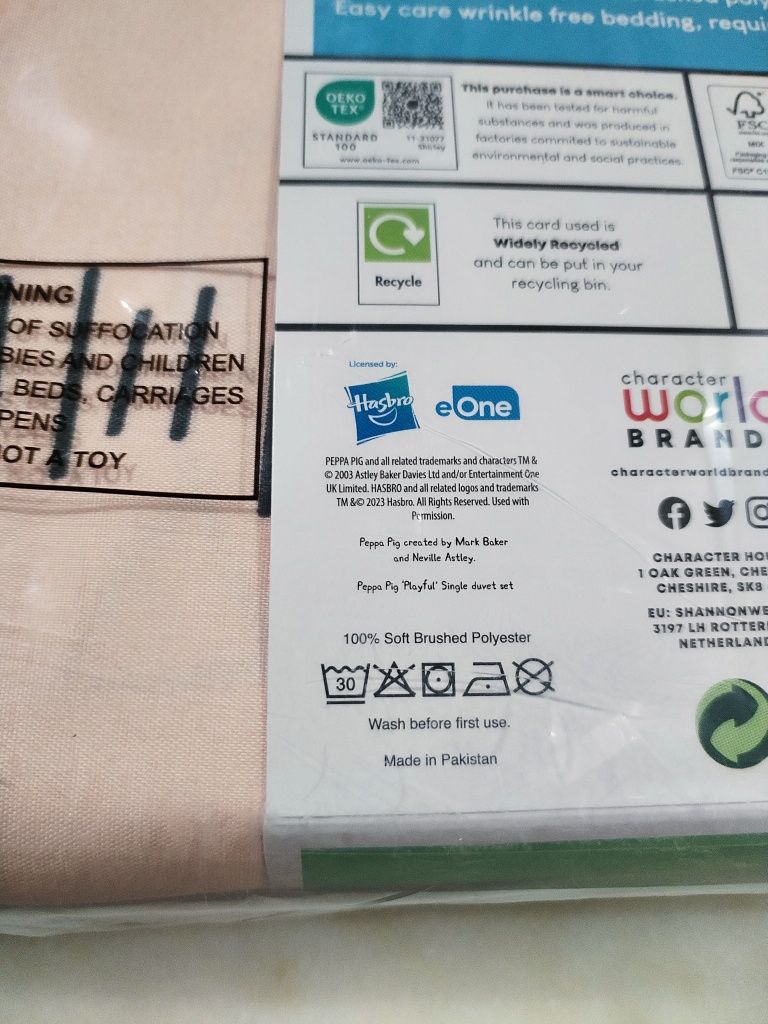 Easy care wrinkle free bedding,
OEKO
TEX®
STANDARD
100
11-31077
Shirley
www.oeko-tex.com
This purchase is a smart choice.
It has been tested for harmful
substances and was produced in
factories commited to sustainable
environmental and social practices.
FSC
MIX
Recycle
This card used is
Widely Recycled
and can be put in your
recycling bin.
NING
OF SUFFOCATION
BIES AND CHILDREN
, BEDS, CARRIAGES
PENS
NOT A TOY
Licensed by:
Hasbro
eOne
PEPPA PIG and all related trademarks and characters TM &
© 2003 Astley Baker Davies Ltd and/or Entertainment One
UK Limited. HASBRO and all related logos and trademarks
TM &© 2023 Hasbro. All Rights Reserved. Used with
Permission.
Peppa Pig created by Mark Baker
and Neville Astley.
Peppa Pig 'Playful' Single duvet set
100% Soft Brushed Polyester
30
Wash before first use.
Made in Pakistan
character
world
BRAND
characterworldbrand
CHARACTER HOU
1 OAK GREEN, CHE
CHESHIRE, SK8
EU: SHANNONWE
3197 LH ROTTER
NETHERLAND